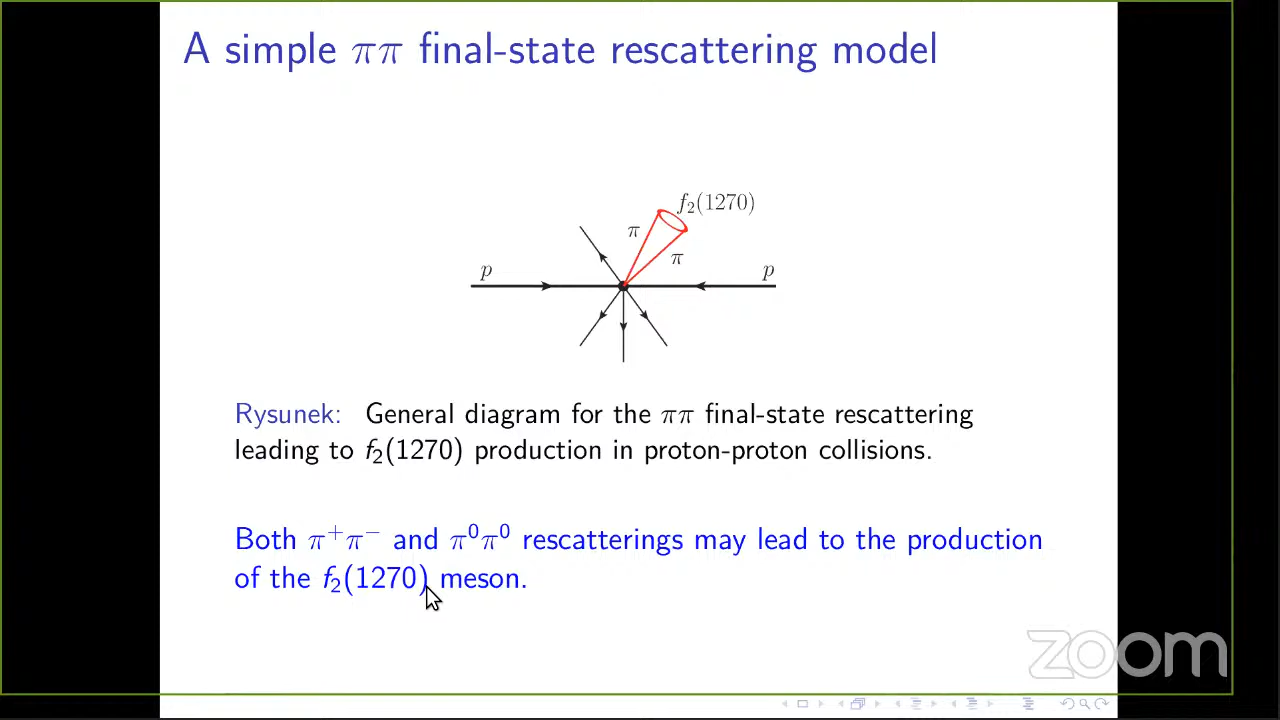 A simple ππ final-state rescattering model
f₂(1270)
π
π
p
p
Rysunek: General diagram for the ππ final-state rescattering
leading to f₂(1270) production in proton-proton collisions.
Both π⁺π⁻ and π⁰π⁰ rescatterings may lead to the production
of the f₂(1270) meson.
zoom